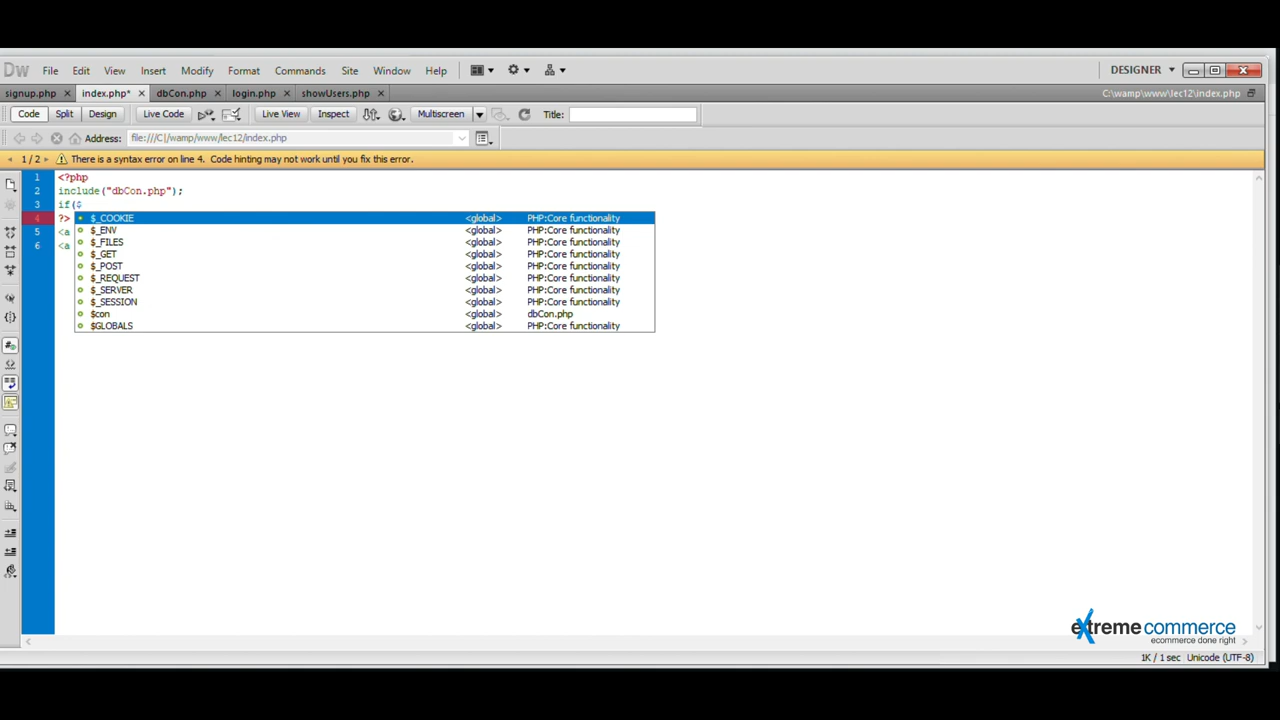 Dw File Edit View Insert Modify Format Commands Site Window Help DESIGNER
signup.php × index.php* × dbCon.php × login.php × showUsers.php × C:\wamp\www\lec12\index.php
Code Split Design Live Code Live View Inspect Multiscreen Title:
Address: file:///C|/wamp/www/lec12/index.php
1 / 2 There is a syntax error on line 4. Code hinting may not work until you fix this error.
1 <?php
2 include("dbCon.php");
3 if($
4 ?> $_COOKIE <global> PHP:Core functionality
$_ENV <global> PHP:Core functionality
5 <a
$_FILES <global> PHP:Core functionality
6 <a
$_GET <global> PHP:Core functionality
$_POST <global> PHP:Core functionality
$_REQUEST <global> PHP:Core functionality
$_SERVER <global> PHP:Core functionality
$_SESSION <global> PHP:Core functionality
$con <global> dbCon.php
$GLOBALS <global> PHP:Core functionality
extreme commerce
ecommerce done right
1K / 1 sec Unicode (UTF-8)